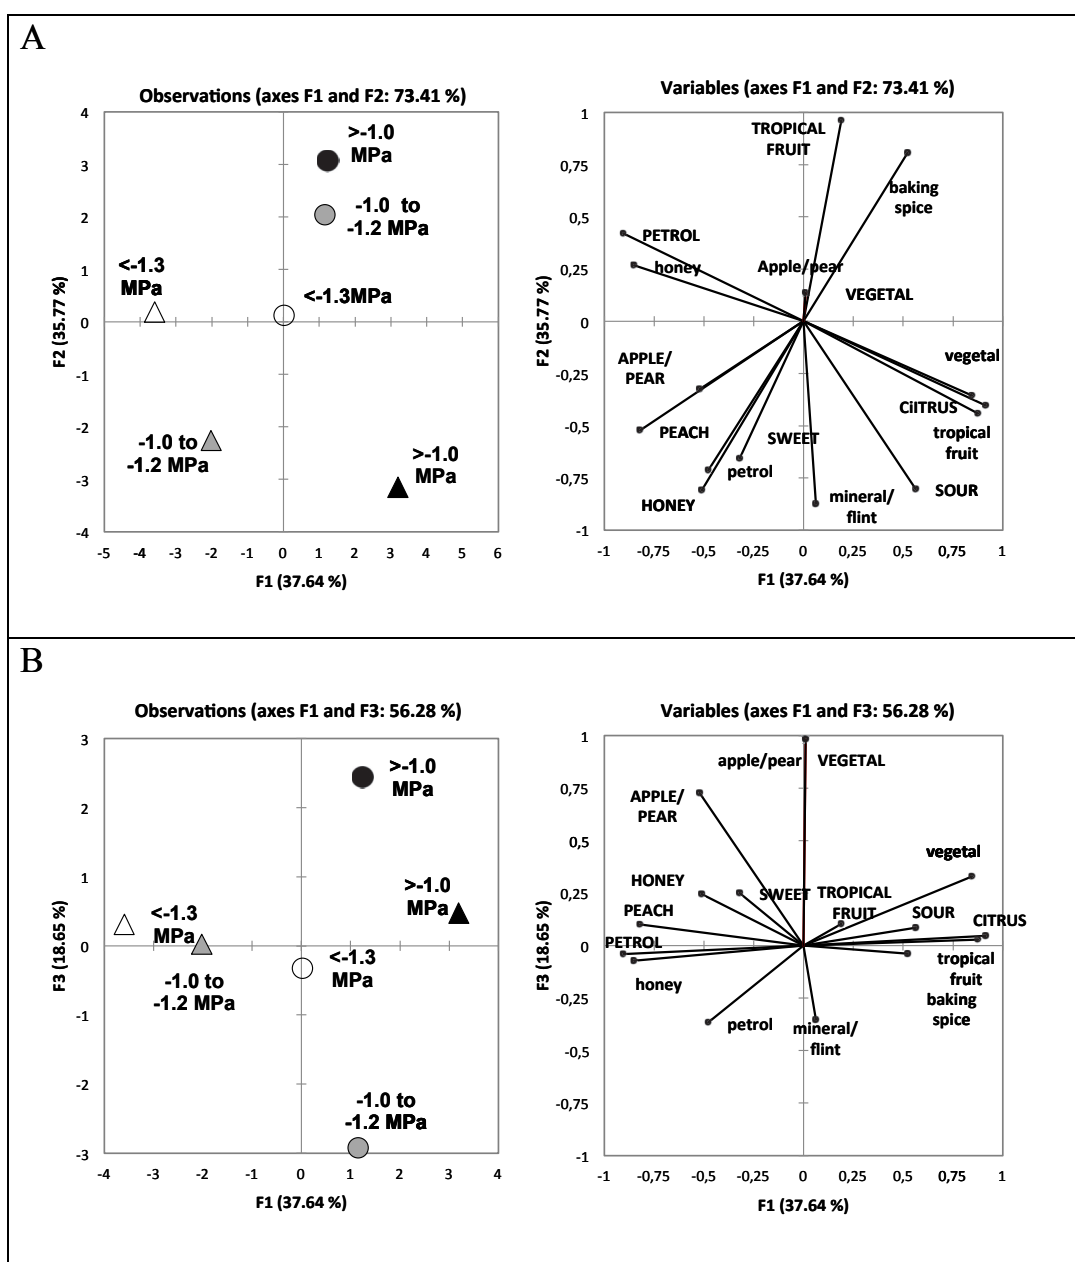 A
Observations (axes F1 and F2: 73.41 %)
4
3
2
1
0
-1
-2
-3
-4
F2 (35.77 %)
>-1.0
MPa
-1.0 to
-1.2 MPa
<-1.3
MPa
<-1.3MPa
-1.0 to
-1.2 MPa
>-1.0
MPa
-5 -4 -3 -2 -1 0 1 2 3 4 5 6
F1 (37.64 %)
Variables (axes F1 and F2: 73.41 %)
1
0,75
0,5
0,25
0
-0,25
-0,5
-0,75
-1
F2 (35.77 %)
TROPICAL
FRUIT
baking
spice
PETROL
honey
Apple/pear
VEGETAL
vegetal
APPLE/
PEAR
CiITRUS
tropical
fruit
PEACH
SWEET
petrol
HONEY
mineral/
flint
SOUR
-1 -0,75 -0,5 -0,25 0 0,25 0,5 0,75 1
F1 (37.64 %)
B
Observations (axes F1 and F3: 56.28 %)
3
2
1
0
-1
-2
-3
F3 (18.65 %)
>-1.0
MPa
>-1.0
MPa
<-1.3
MPa
<-1.3
MPa
-1.0 to
-1.2 MPa
-1.0 to
-1.2 MPa
-4 -3 -2 -1 0 1 2 3 4
F1 (37.64 %)
Variables (axes F1 and F3: 56.28 %)
1
0,75
0,5
0,25
0
-0,25
-0,5
-0,75
-1
F3 (18.65 %)
apple/pear
VEGETAL
APPLE/
PEAR
vegetal
HONEY
SWEET
TROPICAL
FRUIT
PEACH
SOUR
CITRUS
PETROL
honey
tropical
fruit
baking
spice
petrol
mineral/
flint
-1 -0,75 -0,5 -0,25 0 0,25 0,5 0,75 1
F1 (37.64 %)